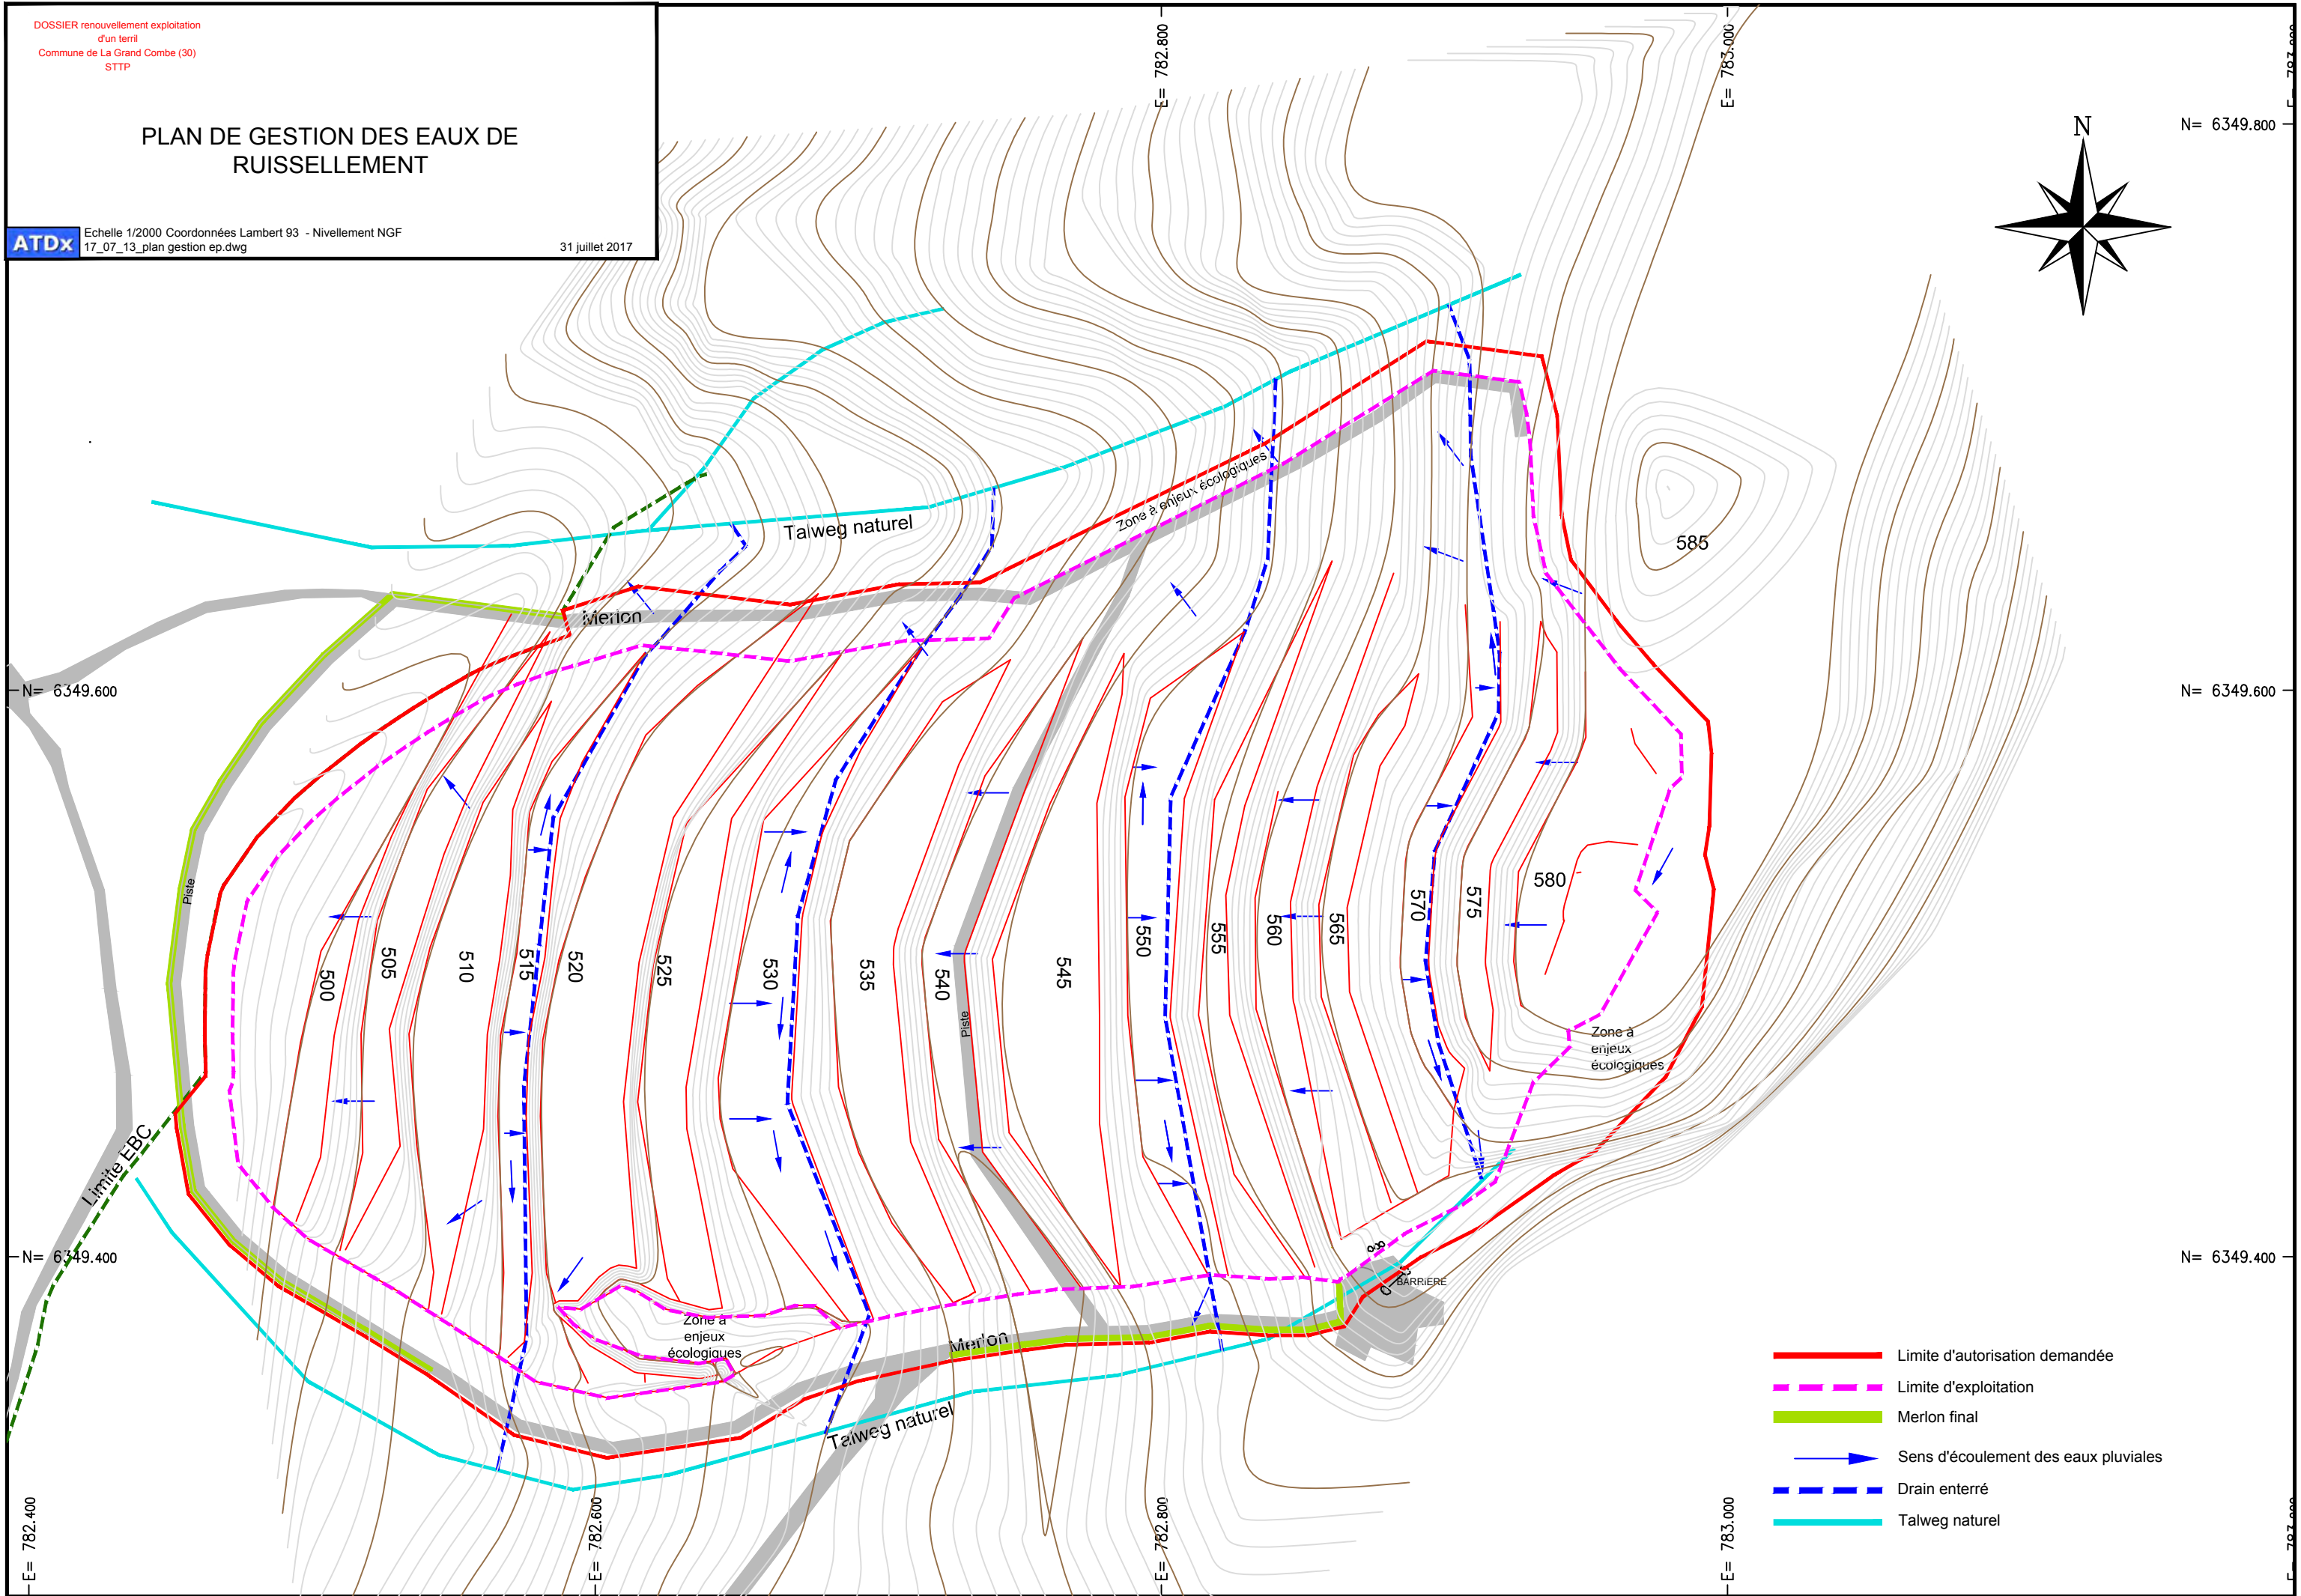 DOSSIER renouvellement exploitation
d'un terril
Commune de La Grand Combe (30)
STTP
PLAN DE GESTION DES EAUX DE
RUISSELLEMENT
ATDx
Echelle 1/2000 Coordonnées Lambert 93 - Nivellement NGF
17_07_13_plan gestion ep.dwg
31 juillet 2017
E= 782.800
E= 783.000
N= 6349.800
N
Zone à enjeux écologiques
Talweg naturel
585
Merlon
N= 6349.600
N= 6349.600
Piste
580
500
505
510
515
520
525
530
535
540
545
550
555
560
565
570
575
Piste
Zone à
enjeux
écologiques
Limite EBC
N= 6349.400
N= 6349.400
BARRIERE
Zone à
enjeux
écologiques
Merlon
Talweg naturel
Limite d'autorisation demandée
Limite d'exploitation
Merlon final
Sens d'écoulement des eaux pluviales
Drain enterré
Talweg naturel
E= 782.400
E= 782.600
E= 782.800
E= 783.000